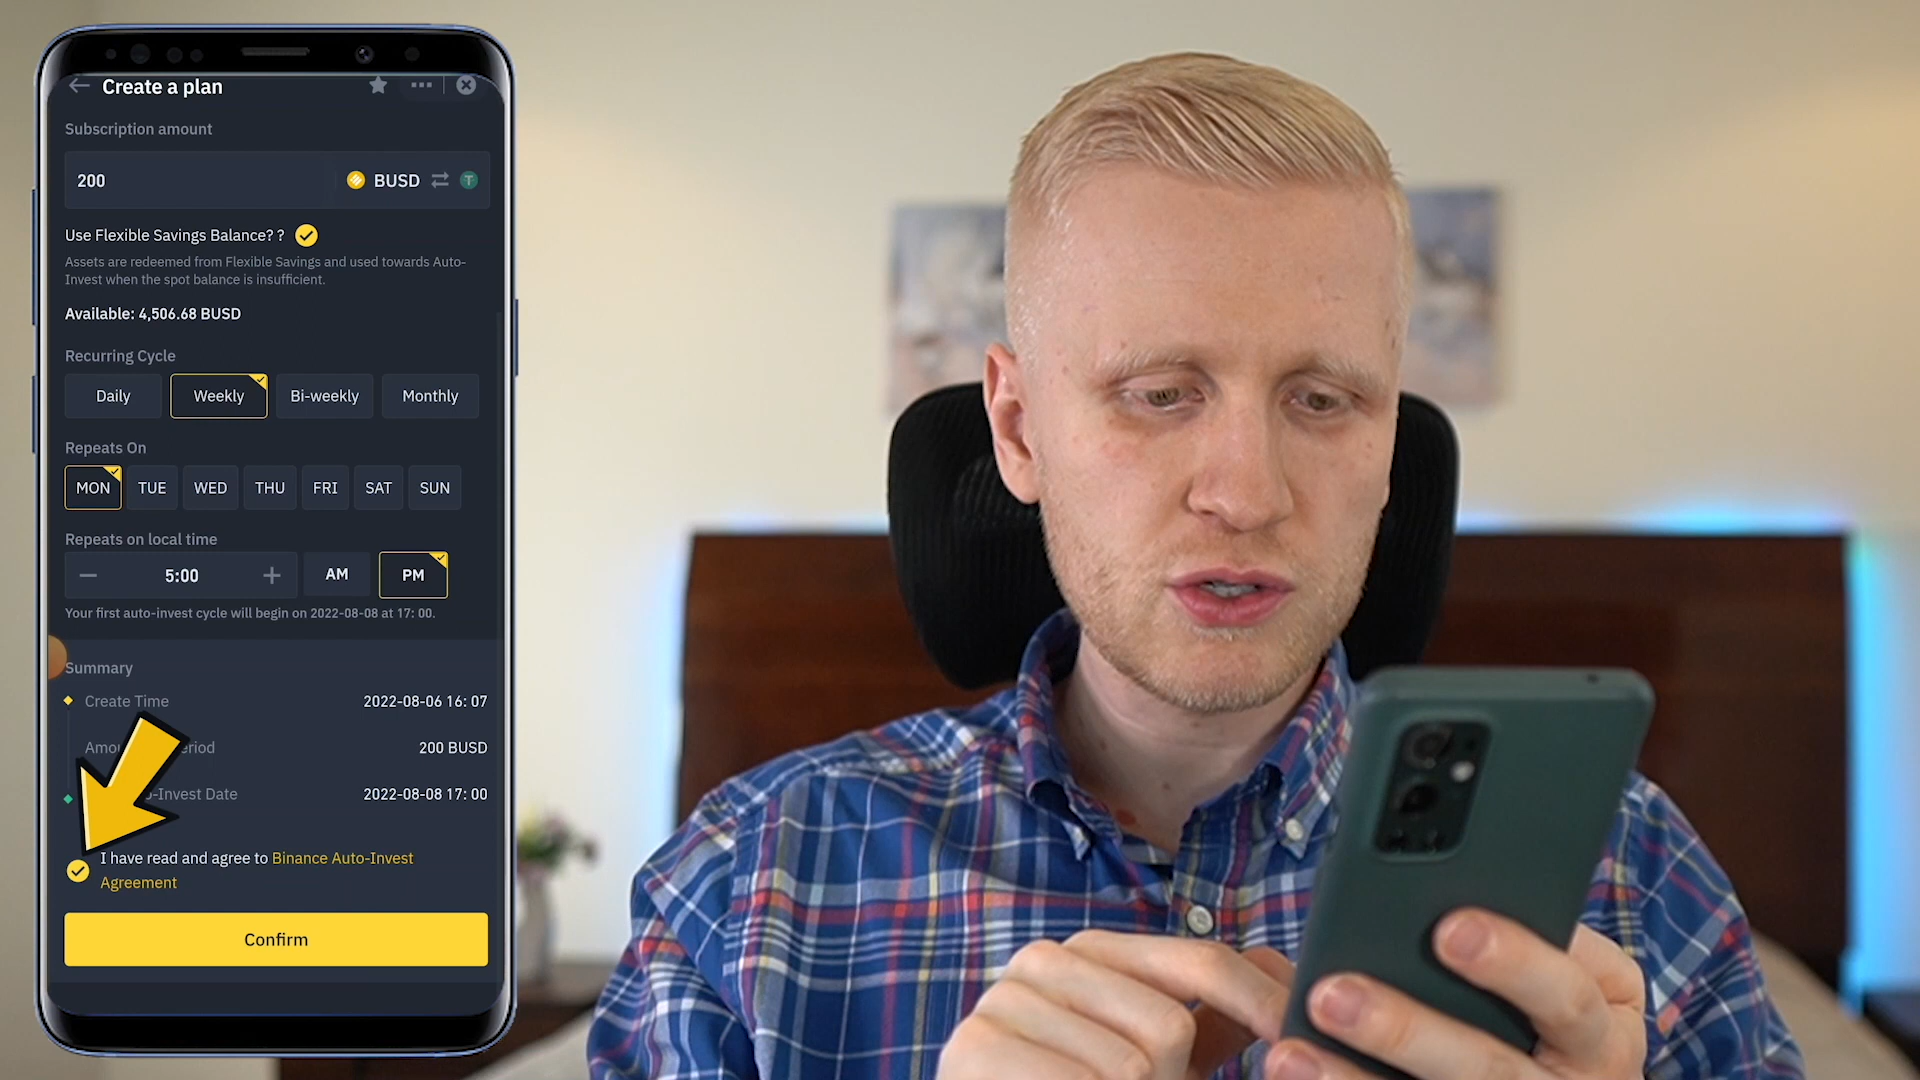 Create a plan
Subscription amount
200 BUSD
Use Flexible Savings Balance? ?
Assets are redeemed from Flexible Savings and used towards Auto-
Invest when the spot balance is insufficient.
Available: 4,506.68 BUSD
Recurring Cycle
Daily Weekly Bi-weekly Monthly
Repeats On
MON TUE WED THU FRI SAT SUN
Repeats on local time
5:00 AM PM
Your first auto-invest cycle will begin on 2022-08-08 at 17: 00.
Summary
Create Time 2022-08-06 16: 07
200 BUSD
-Invest Date 2022-08-08 17: 00
I have read and agree to Binance Auto-Invest
Agreement
Confirm